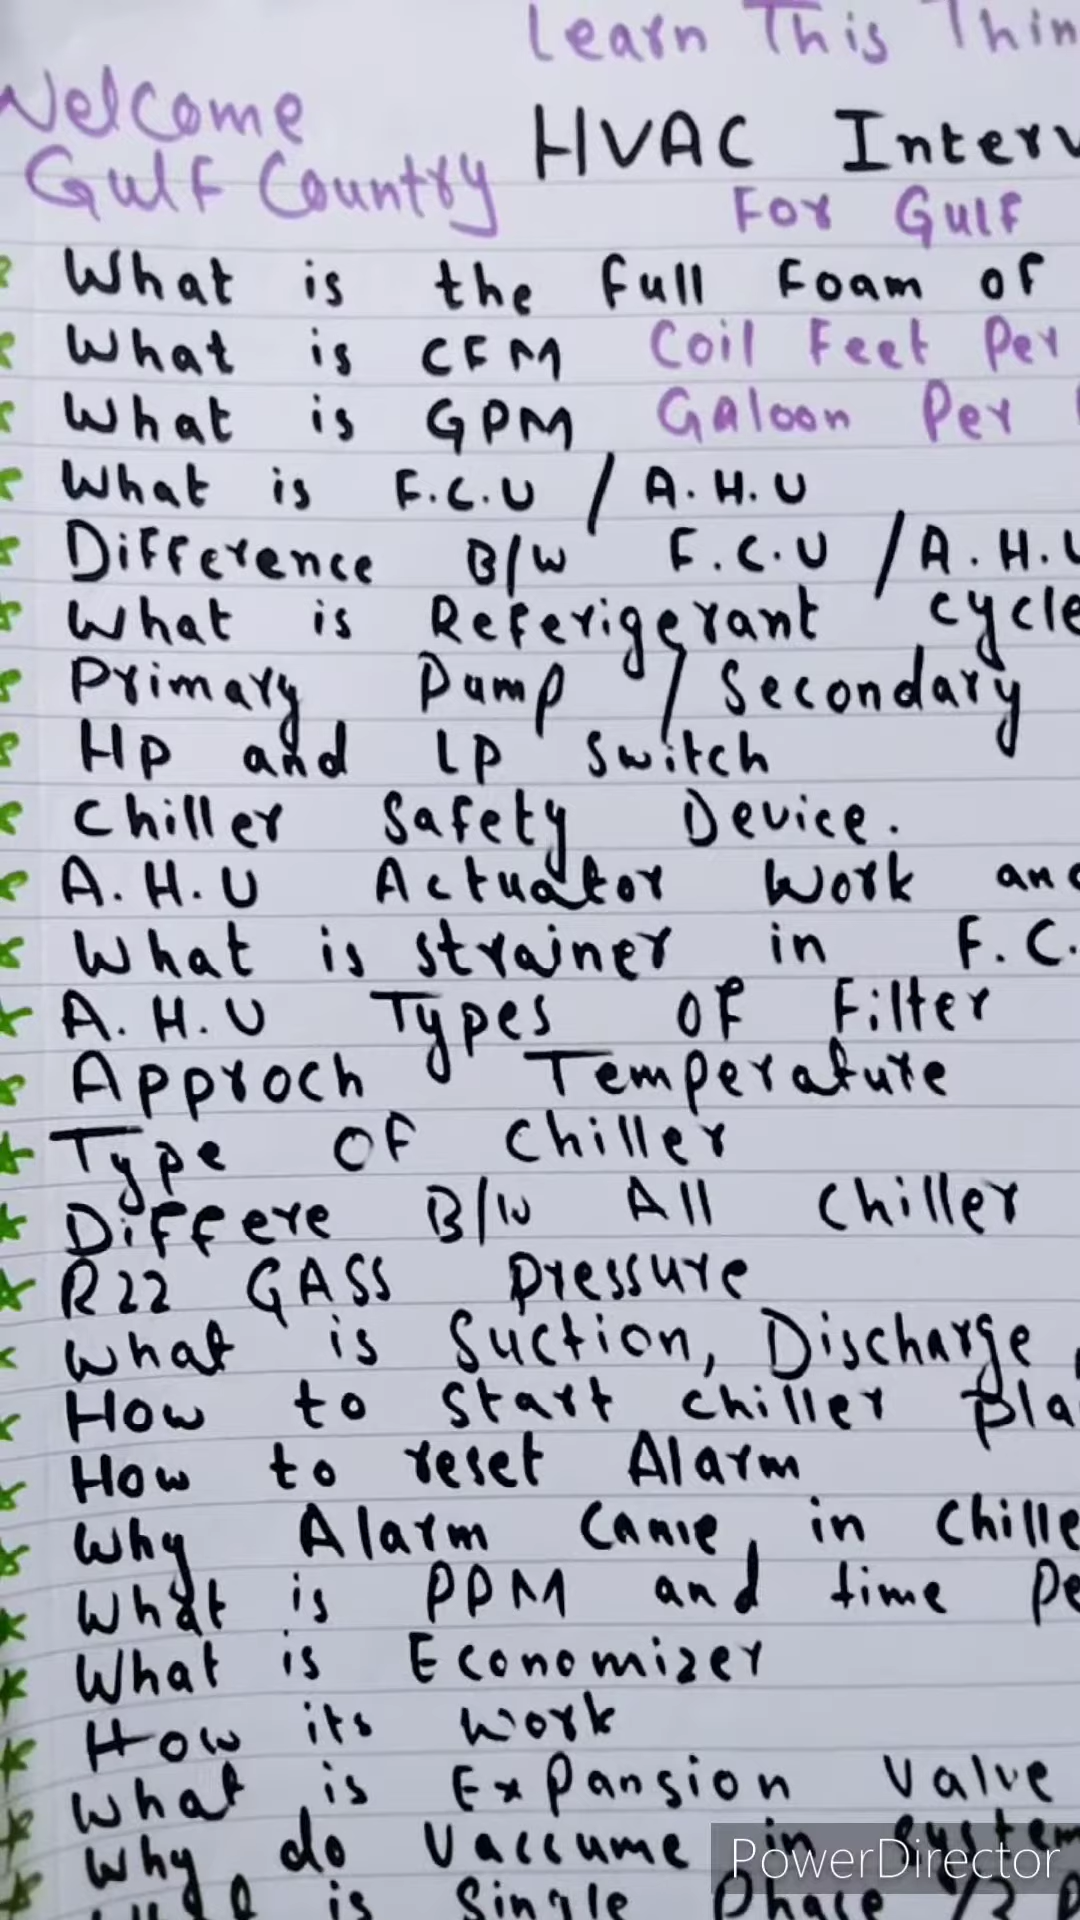 Learn This Thin
Welcome
HVAC Interv
Gulf Country
For Gulf
What is the full Foam of
What is CFM Coil Feet Per
What is GPM Galoon Per
What is F.C.U / A.H.U
Difference B/w F.C.U / A.H.U
What is Referigerant cycle
Primary Pump / Secondary
HP and LP Switch
Chiller Safety Device.
A.H.U Actuator Work and
What is strainer in F.C.
A.H.U Types OF Filter
Approch Temperature
Type OF Chiller
Differe B/w All Chiller
R22 GASS Pressure
What is Suction, Discharge
How to Start chiller Pla
How to reset Alarm
Why Alarm Came in Chille
What is PPM and time Pe
What is Economizer
How its work
What is Expansion Valve
Why do Vaccume in system
is Single Phase
PowerDirector